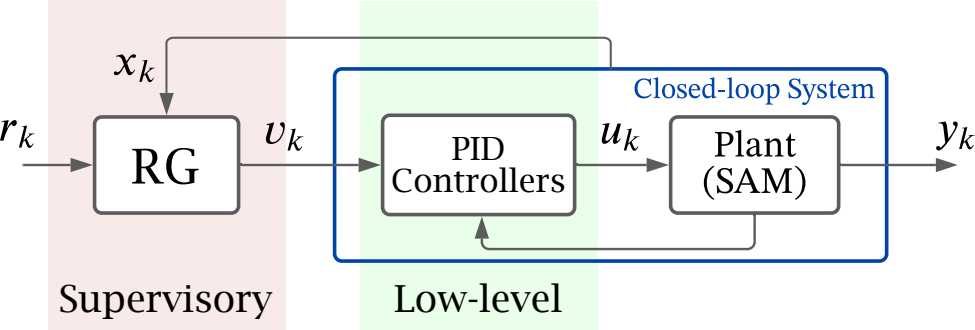 x_k
Closed-loop System
r_k
RG
v_k
PID
Controllers
u_k
Plant
(SAM)
y_k
Supervisory
Low-level